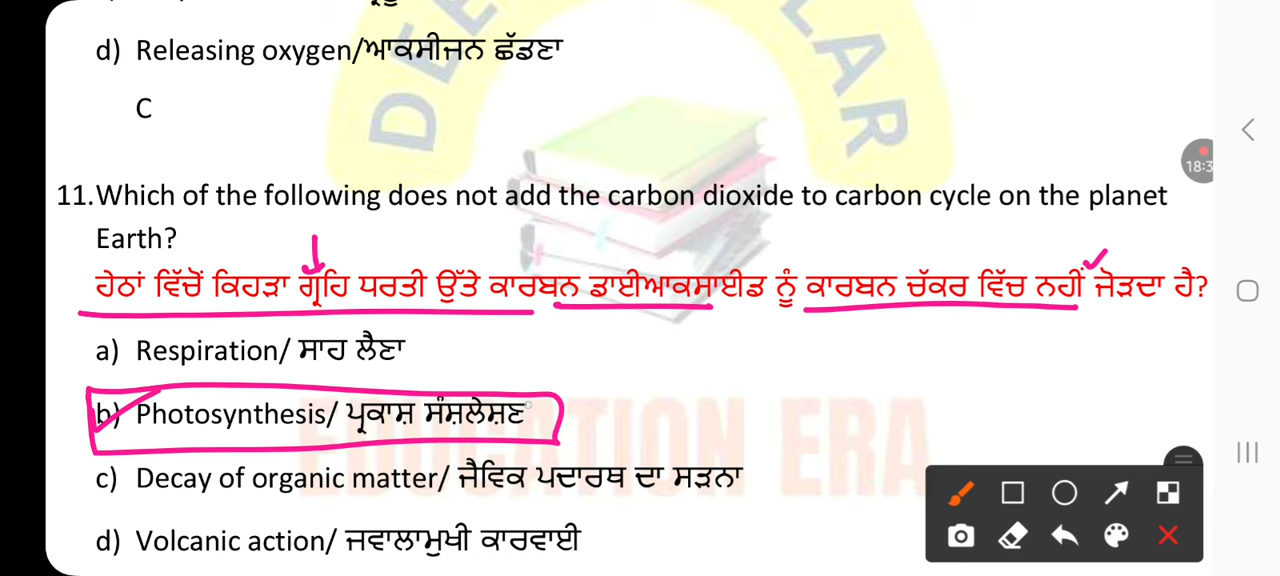 d) Releasing oxygen/ਆਕਸੀਜਨ ਛੱਡਣਾ
C
18:3
11.Which of the following does not add the carbon dioxide to carbon cycle on the planet
Earth?
ਹੇਠਾਂ ਵਿੱਚੋਂ ਕਿਹੜਾ ਗ੍ਰਹਿ ਧਰਤੀ ਉੱਤੇ ਕਾਰਬਨ ਡਾਈਆਕਸਾਈਡ ਨੂੰ ਕਾਰਬਨ ਚੱਕਰ ਵਿੱਚ ਨਹੀਂ ਜੋੜਦਾ ਹੈ?
a) Respiration/ ਸਾਹ ਲੈਣਾ
b) Photosynthesis/ ਪ੍ਰਕਾਸ਼ ਸੰਸ਼ਲੇਸ਼ਣ
c) Decay of organic matter/ ਜੈਵਿਕ ਪਦਾਰਥ ਦਾ ਸੜਨਾ
d) Volcanic action/ ਜਵਾਲਾਮੁਖੀ ਕਾਰਵਾਈ
EDUCATION ERA